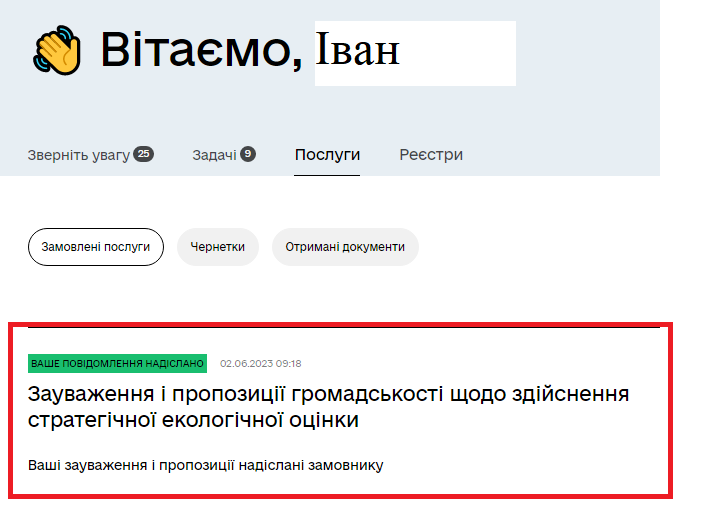 Вітаємо, Іван
Зверніть увагу 25 Задачі 9 Послуги Реєстри
Замовлені послуги Чернетки Отримані документи
ВАШЕ ПОВІДОМЛЕННЯ НАДІСЛАНО 02.06.2023 09:18
Зауваження і пропозиції громадськості щодо здійснення
стратегічної екологічної оцінки
Ваші зауваження і пропозиції надіслані замовнику